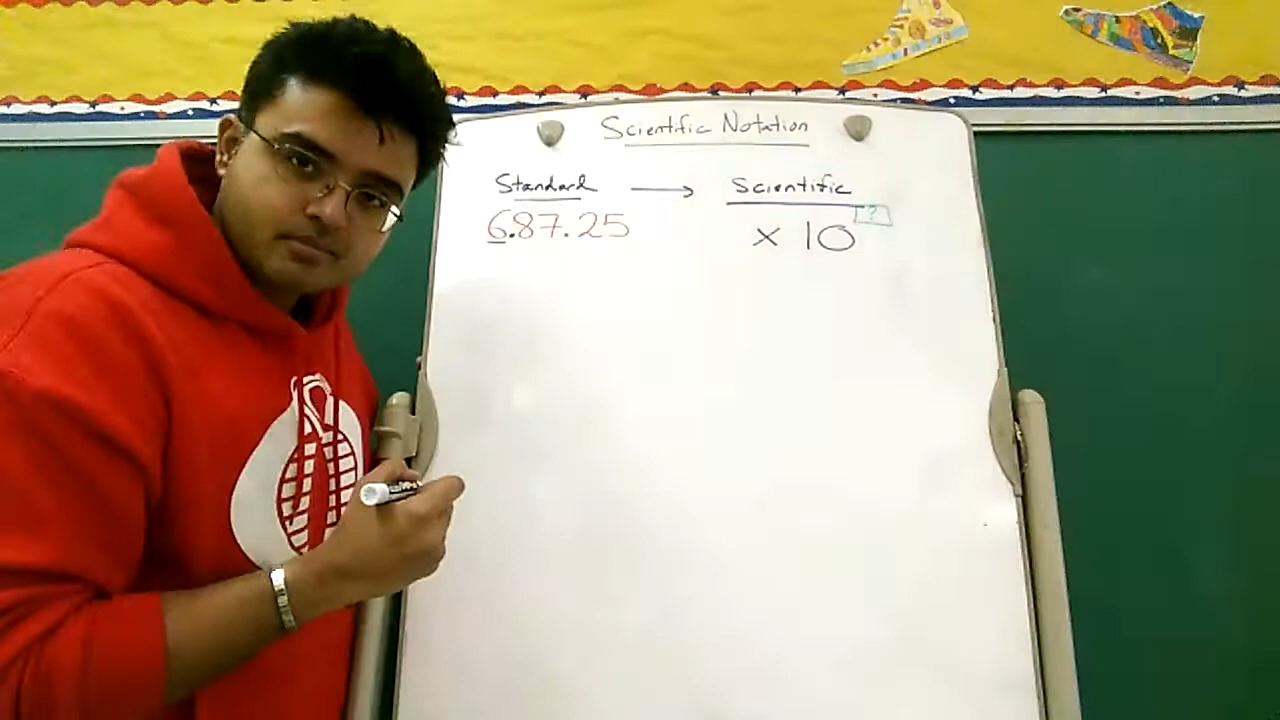 Scientific Notation
Standard → Scientific
6.87.25 x 10^?